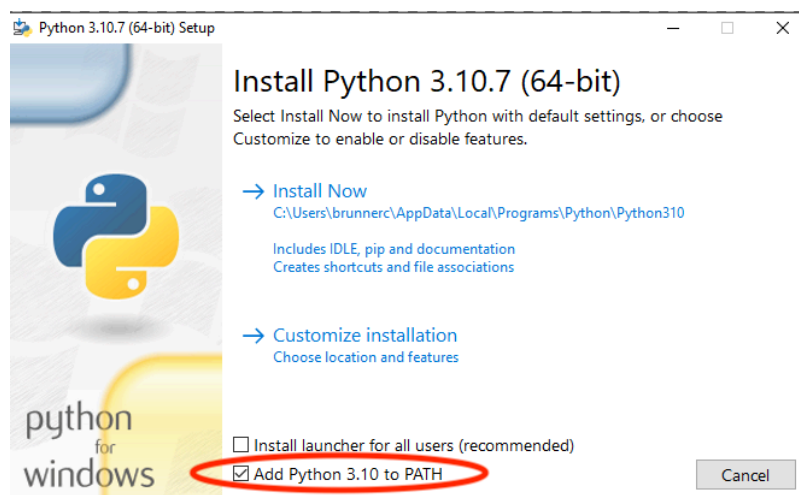 Python 3.10.7 (64-bit) Setup
Install Python 3.10.7 (64-bit)
Select Install Now to install Python with default settings, or choose
Customize to enable or disable features.
Install Now
C:\Users\brunnerc\AppData\Local\Programs\Python\Python310
Includes IDLE, pip and documentation
Creates shortcuts and file associations
Customize installation
Choose location and features
python
for
windows
Install launcher for all users (recommended)
Add Python 3.10 to PATH
Cancel